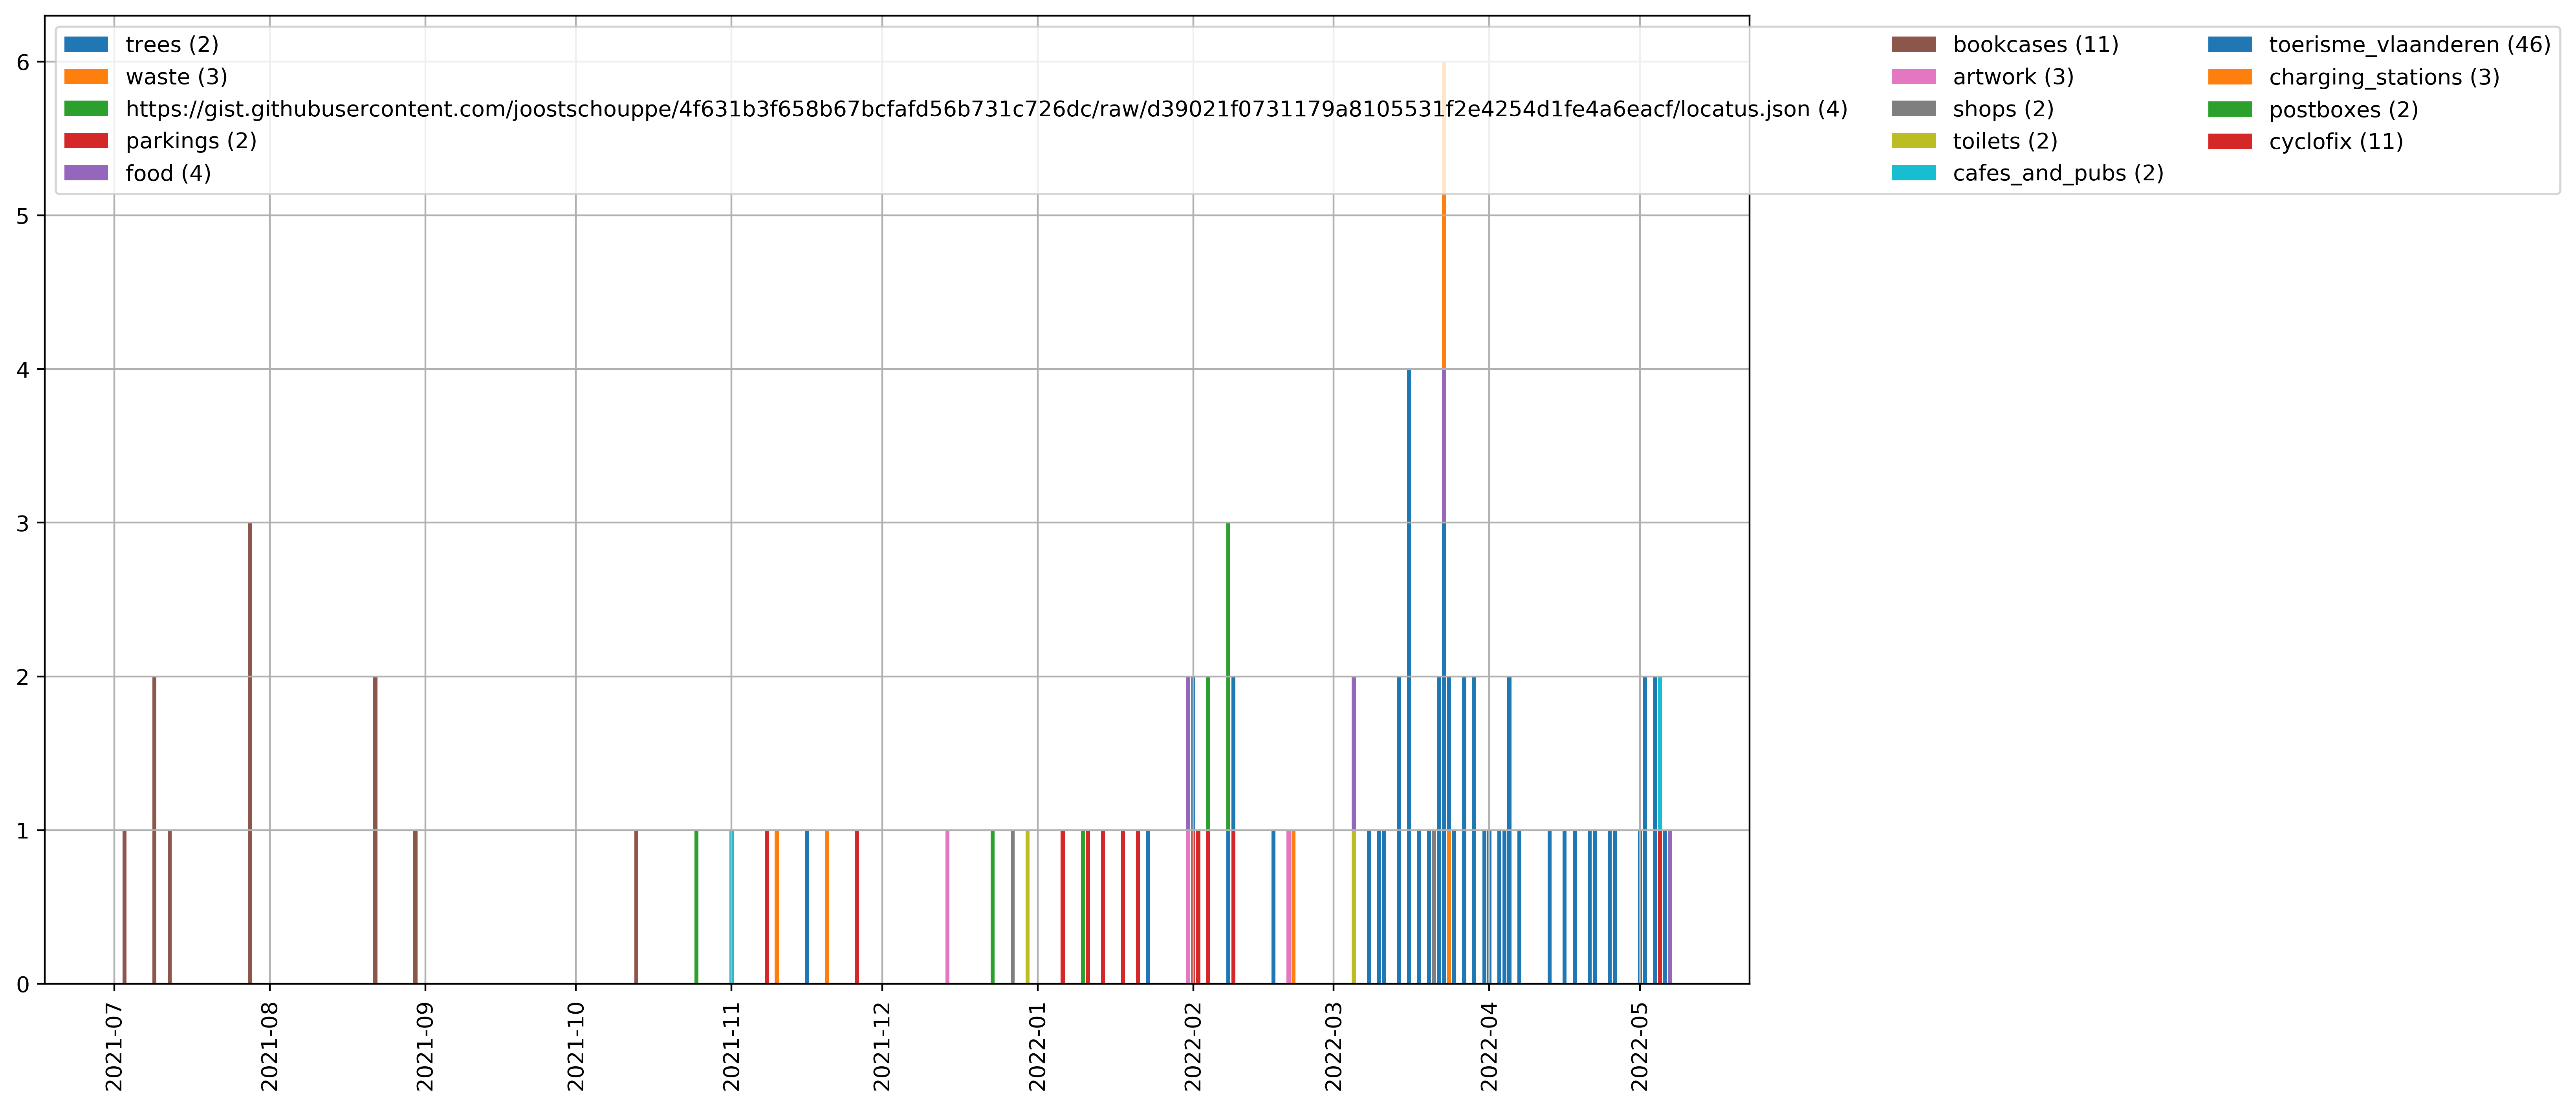 trees (2)
waste (3)
https://gist.githubusercontent.com/joostschouppe/4f631b3f658b67bcfafd56b731c726dc/raw/d39021f0731179a8105531f2e4254d1fe4a6eacf/locatus.json (4)
parkings (2)
food (4)
bookcases (11)
artwork (3)
shops (2)
toilets (2)
cafes_and_pubs (2)
toerisme_vlaanderen (46)
charging_stations (3)
postboxes (2)
cyclofix (11)
6
5
4
3
2
1
0
2021-07
2021-08
2021-09
2021-10
2021-11
2021-12
2022-01
2022-02
2022-03
2022-04
2022-05